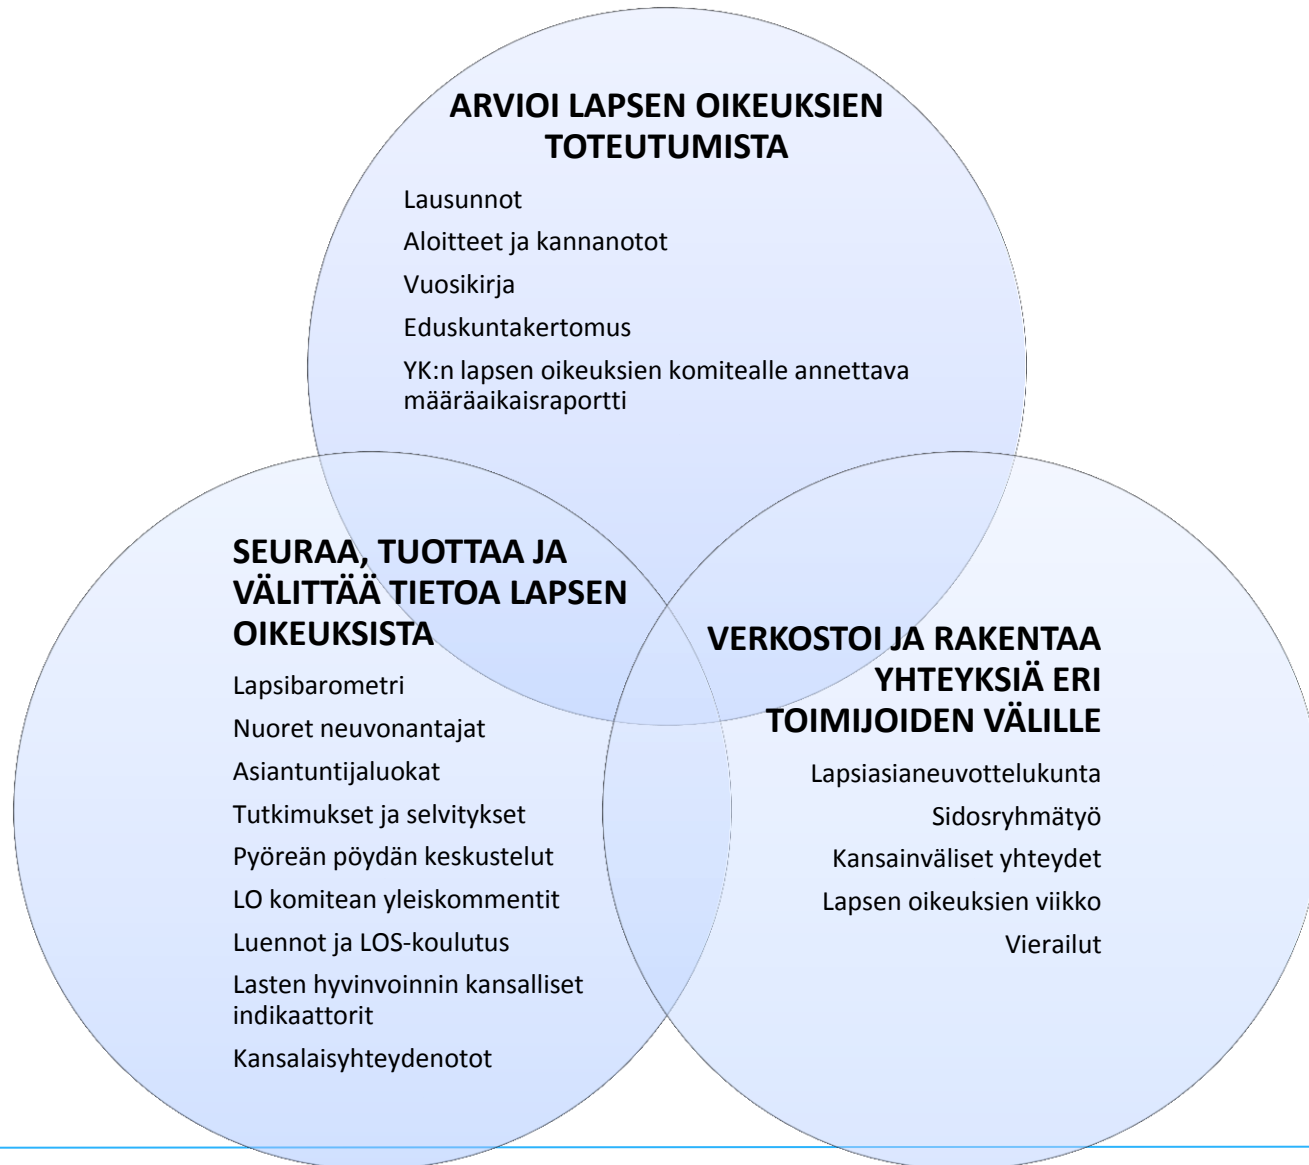 ARVIOI LAPSEN OIKEUKSIEN
TOTEUTUMISTA
Lausunnot
Aloitteet ja kannanotot
Vuosikirja
Eduskuntakertomus
YK:n lapsen oikeuksien komitealle annettava
määräaikaisraportti
SEURAA, TUOTTAA JA
VÄLITTÄÄ TIETOA LAPSEN
OIKEUKSISTA
Lapsibarometri
Nuoret neuvonantajat
Asiantuntijaluokat
Tutkimukset ja selvitykset
Pyöreän pöydän keskustelut
LO komitean yleiskommentit
Luennot ja LOS-koulutus
Lasten hyvinvoinnin kansalliset
indikaattorit
Kansalaisyhteydenotot
VERKOSTOI JA RAKENTAA
YHTEYKSIÄ ERI
TOIMIJOIDEN VÄLILLE
Lapsiasianeuvottelukunta
Sidosryhmätyö
Kansainväliset yhteydet
Lapsen oikeuksien viikko
Vierailut